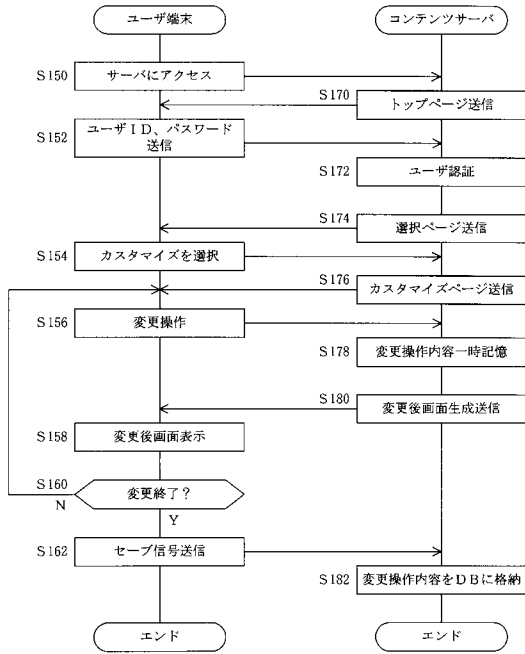 ユーザ端末
コンテンツサーバ
S150
サーバにアクセス
S170
トップページ送信
S152
ユーザID、パスワード
送信
S172
ユーザ認証
S174
選択ページ送信
S154
カスタマイズを選択
S176
カスタマイズページ送信
S156
変更操作
S178
変更操作内容一時記憶
S180
変更後画面生成送信
S158
変更後画面表示
S160
変更終了?
N
Y
S162
セーブ信号送信
S182
変更操作内容をDBに格納
エンド
エンド